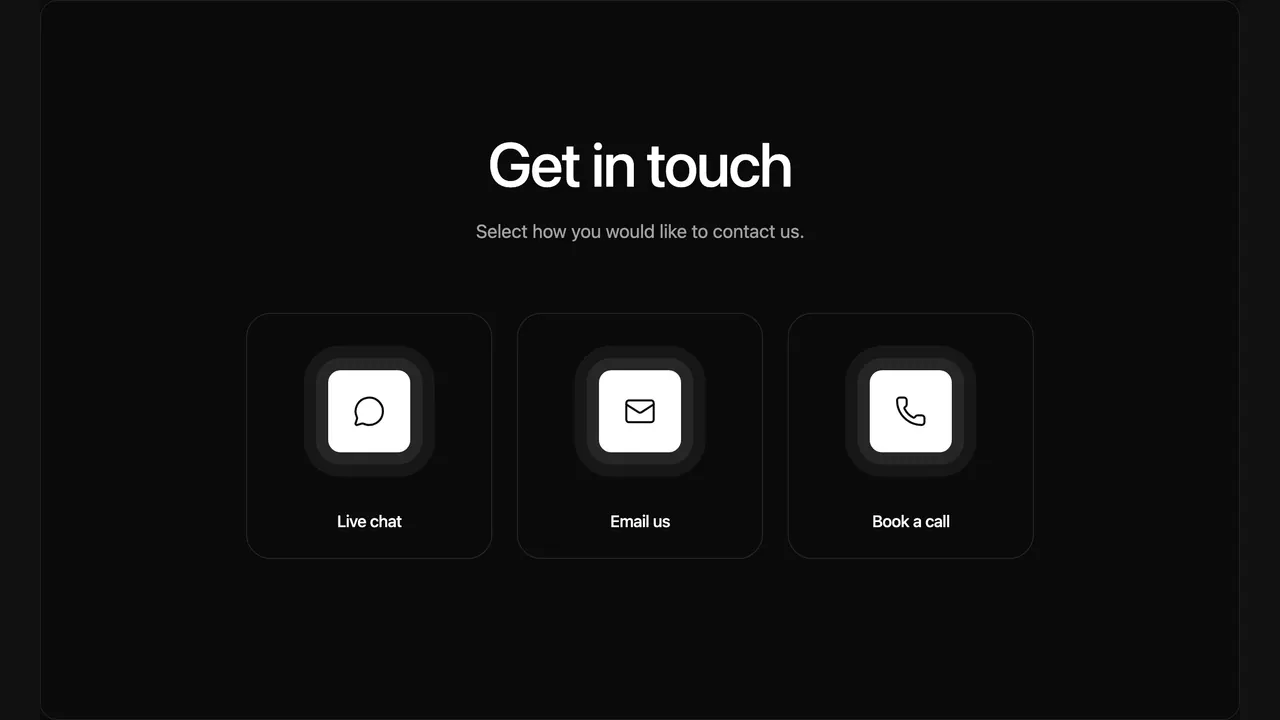 Get in touch
Select how you would like to contact us.
Live chat
Email us
Book a call